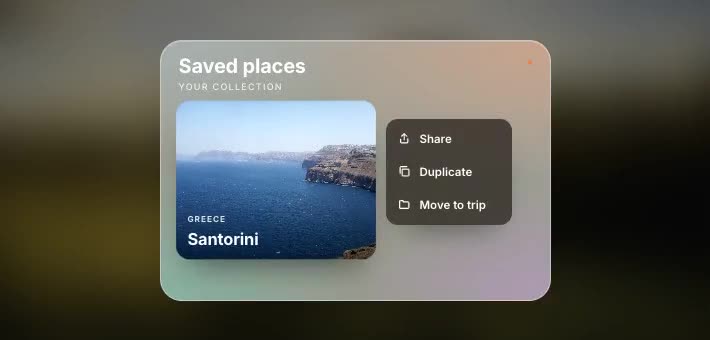 Saved places
YOUR COLLECTION
GREECE
Santorini
Share
Duplicate
Move to trip